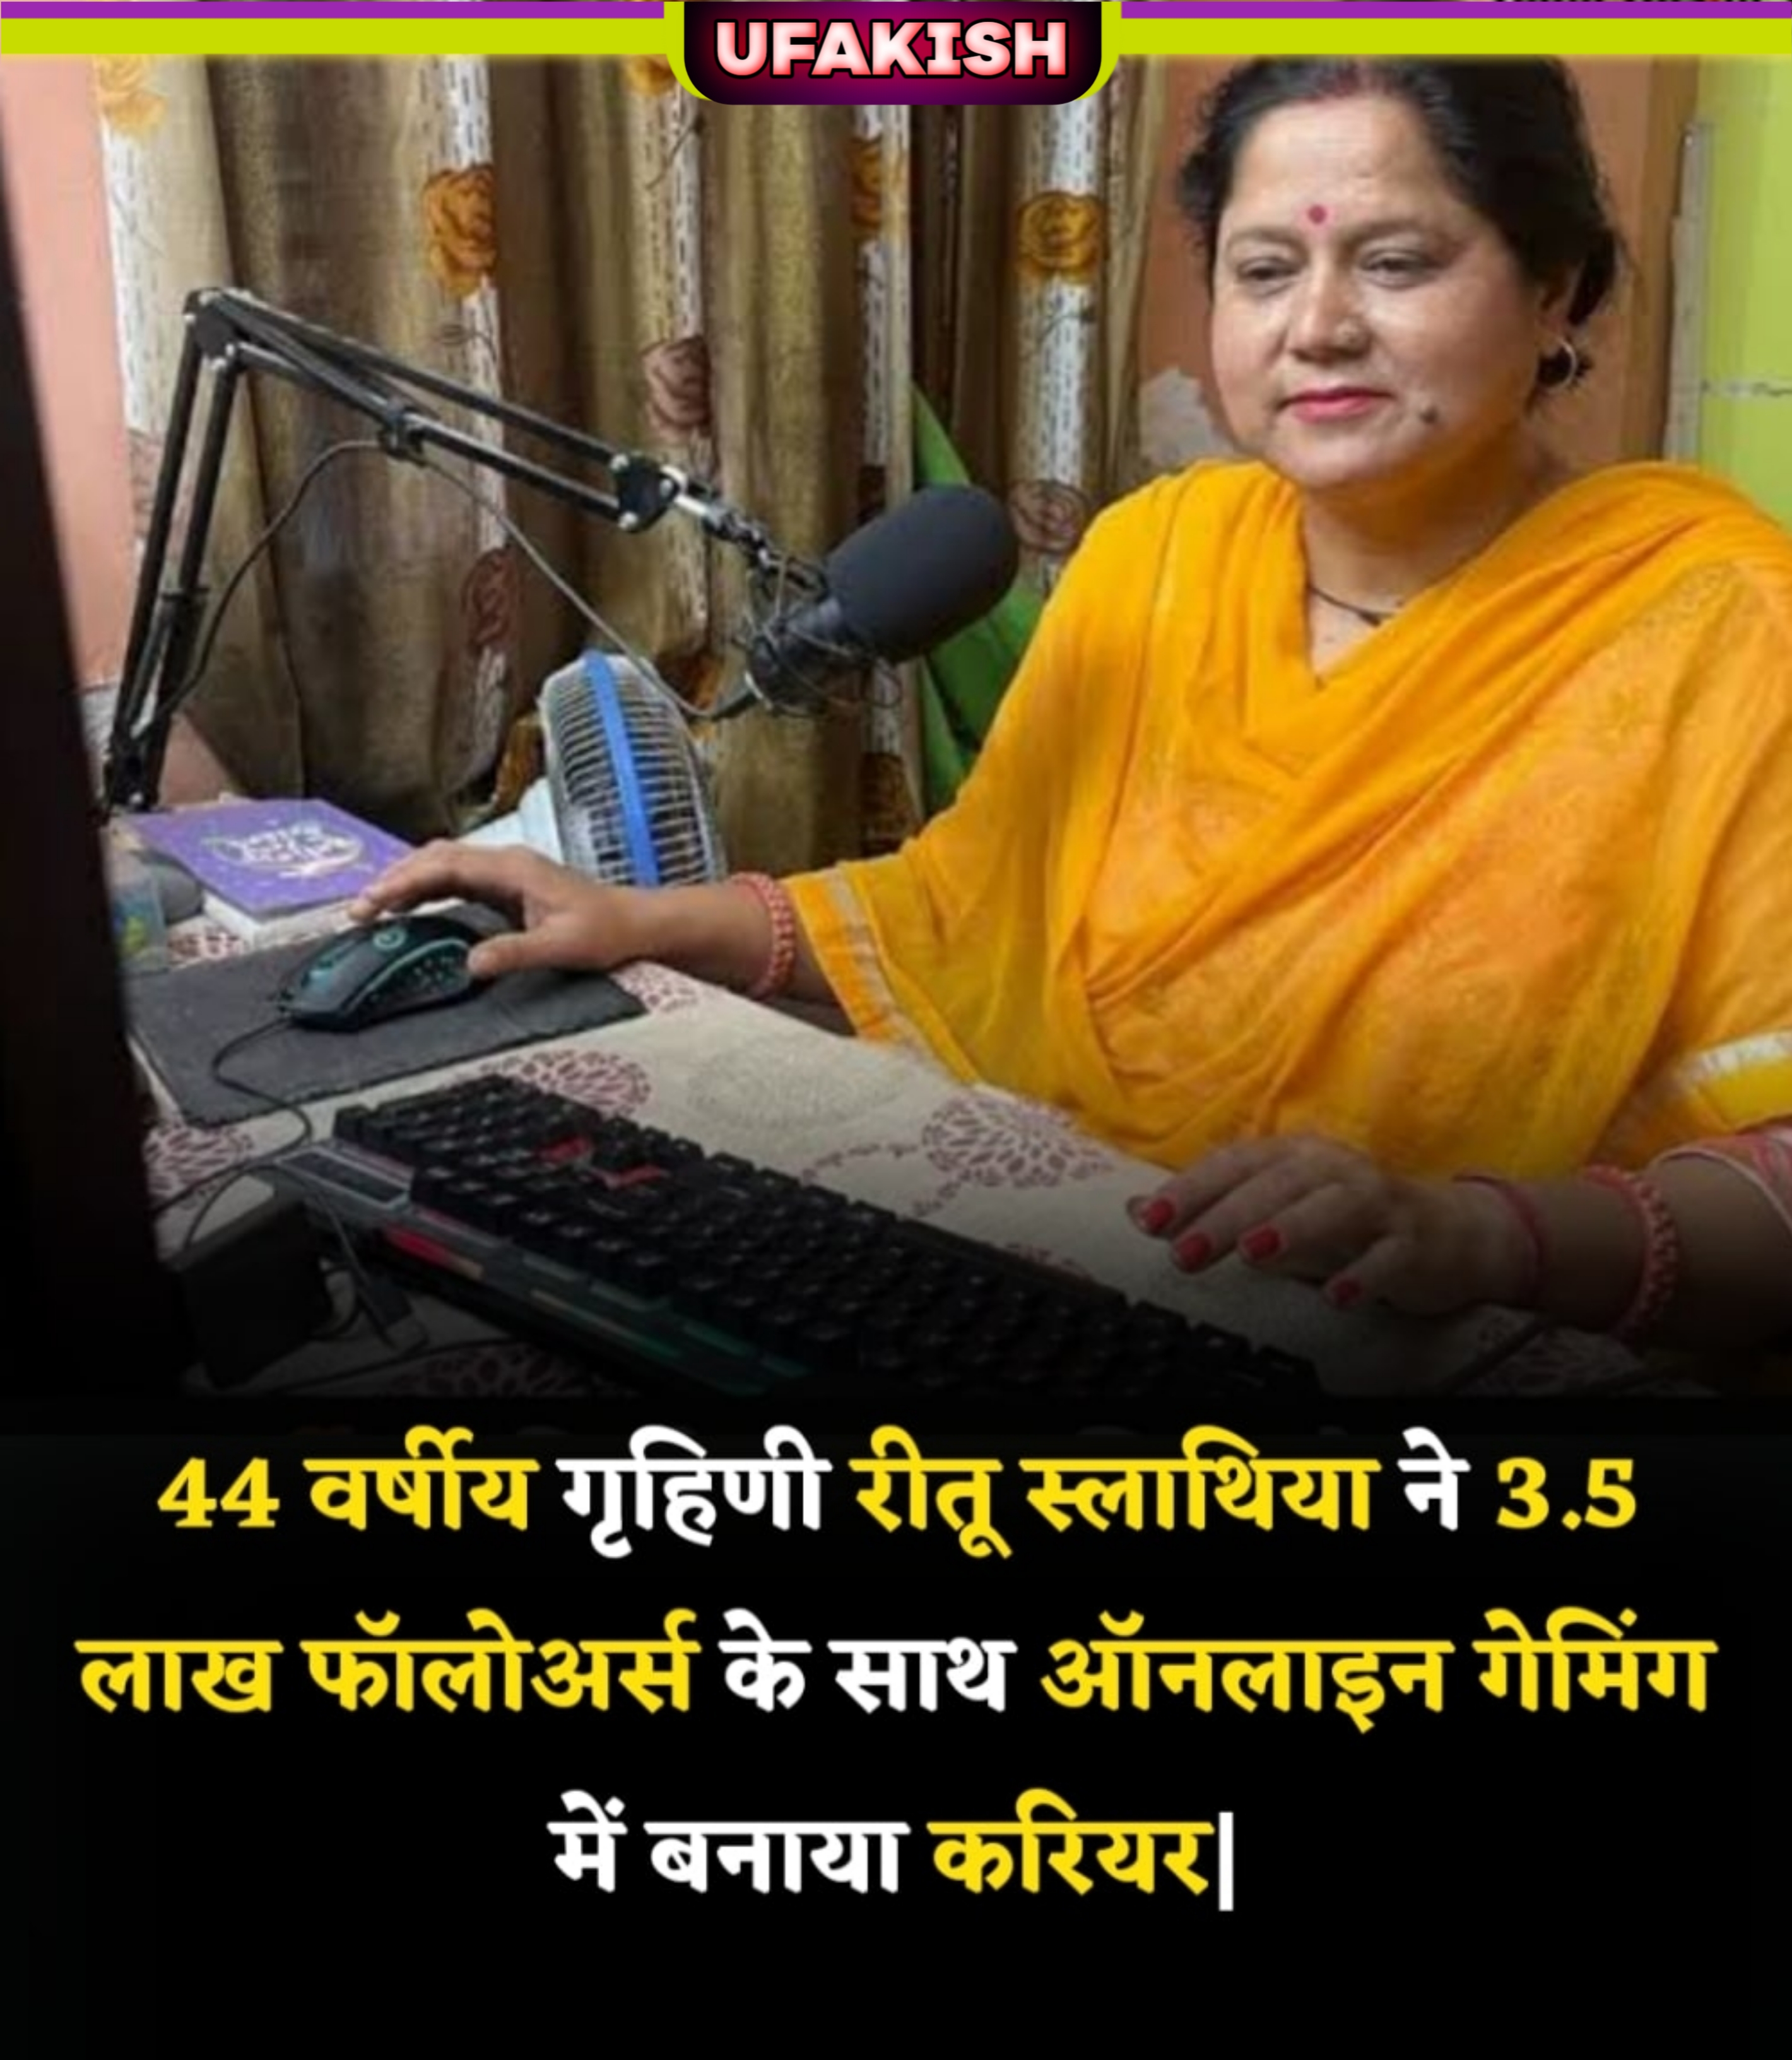 UFAKISH
44 वर्षीय गृहिणी रीतू स्लाथिया ने 3.5
लाख फॉलोअर्स के साथ ऑनलाइन गेमिंग
में बनाया करियर|